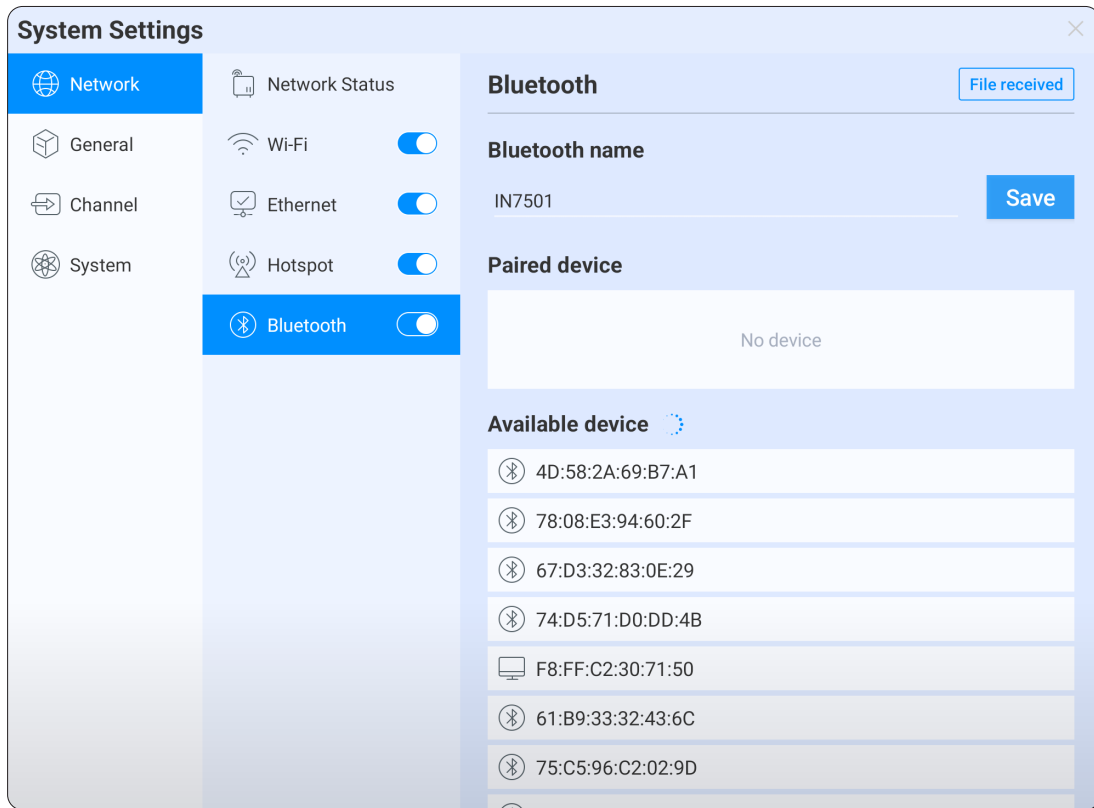 System Settings
Network
General
Channel
System
Network Status
Wi-Fi
Ethernet
Hotspot
Bluetooth
Bluetooth
File received
Bluetooth name
IN7501
Save
Paired device
No device
Available device
4D:58:2A:69:B7:A1
78:08:E3:94:60:2F
67:D3:32:83:0E:29
74:D5:71:D0:DD:4B
F8:FF:C2:30:71:50
61:B9:33:32:43:6C
75:C5:96:C2:02:9D